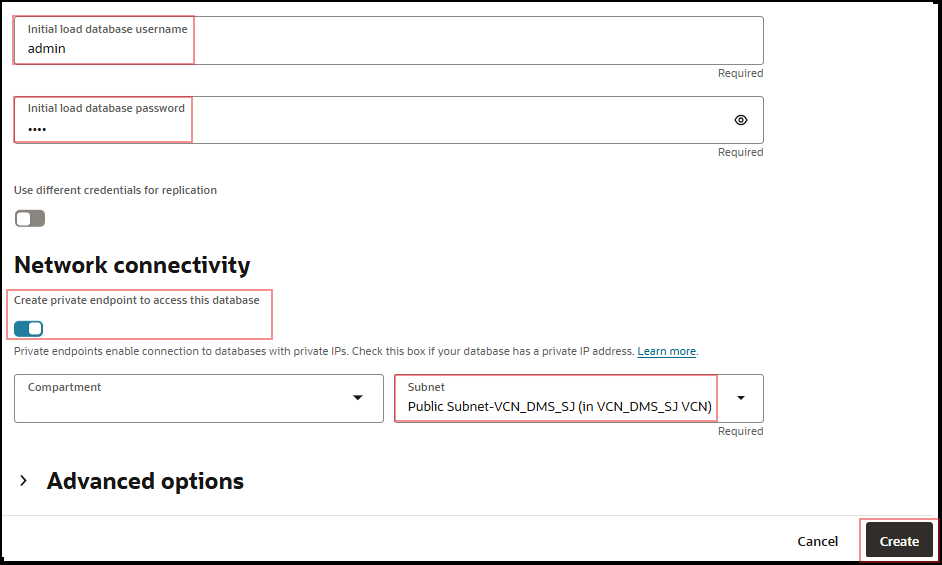 Initial load database username
admin
Required
Initial load database password
••••
Required
Use different credentials for replication
Network connectivity
Create private endpoint to access this database
Private endpoints enable connection to databases with private IPs. Check this box if your database has a private IP address. Learn more.
Compartment
Subnet
Public Subnet-VCN_DMS_SJ (in VCN_DMS_SJ VCN)
Required
Advanced options
Cancel
Create